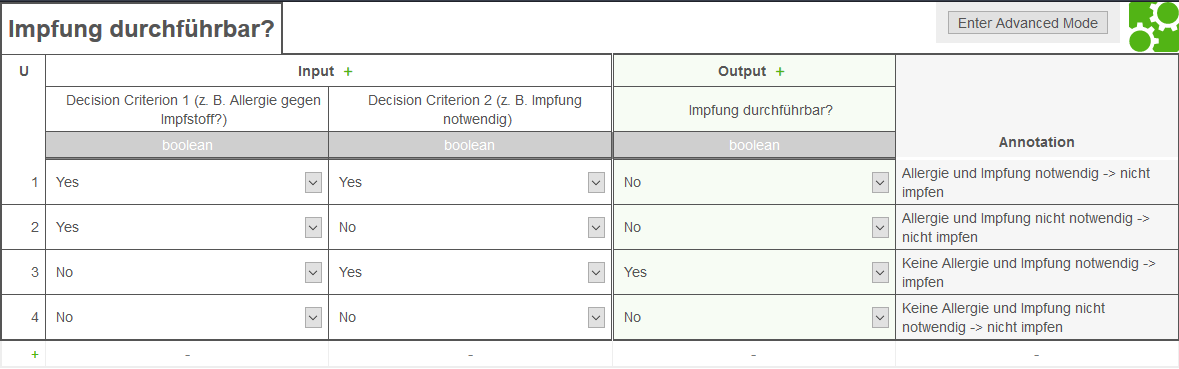 Impfung durchführbar?
Enter Advanced Mode
U
Input +
Output +
Annotation
Decision Criterion 1 (z. B. Allergie gegen
Impfstoff?)
Decision Criterion 2 (z. B. Impfung
notwendig)
Impfung durchführbar?
boolean
boolean
boolean
1 Yes Yes No
Allergie und Impfung notwendig -> nicht
impfen
2 Yes No No
Allergie und Impfung nicht notwendig ->
nicht impfen
3 No Yes Yes
Keine Allergie und Impfung notwendig ->
impfen
4 No No No
Keine Allergie und Impfung nicht
notwendig -> nicht impfen
+ - - - -